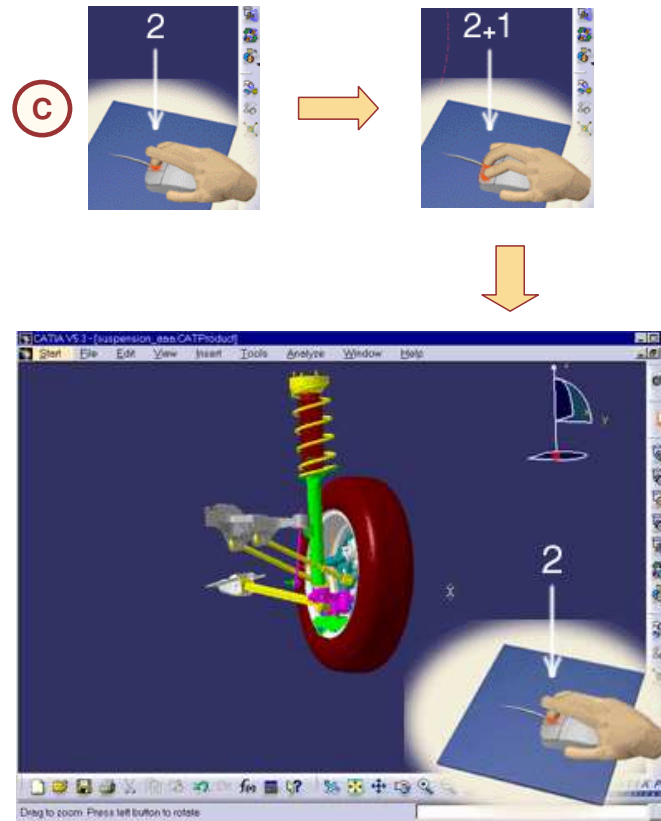 2
2+1
C
CATIA V5.3 - [suspension_aaa.CATProduct]
Start File Edit View Insert Tools Analyze Window Help
y
2
f(x)
Drag to zoom Press left button to rotate